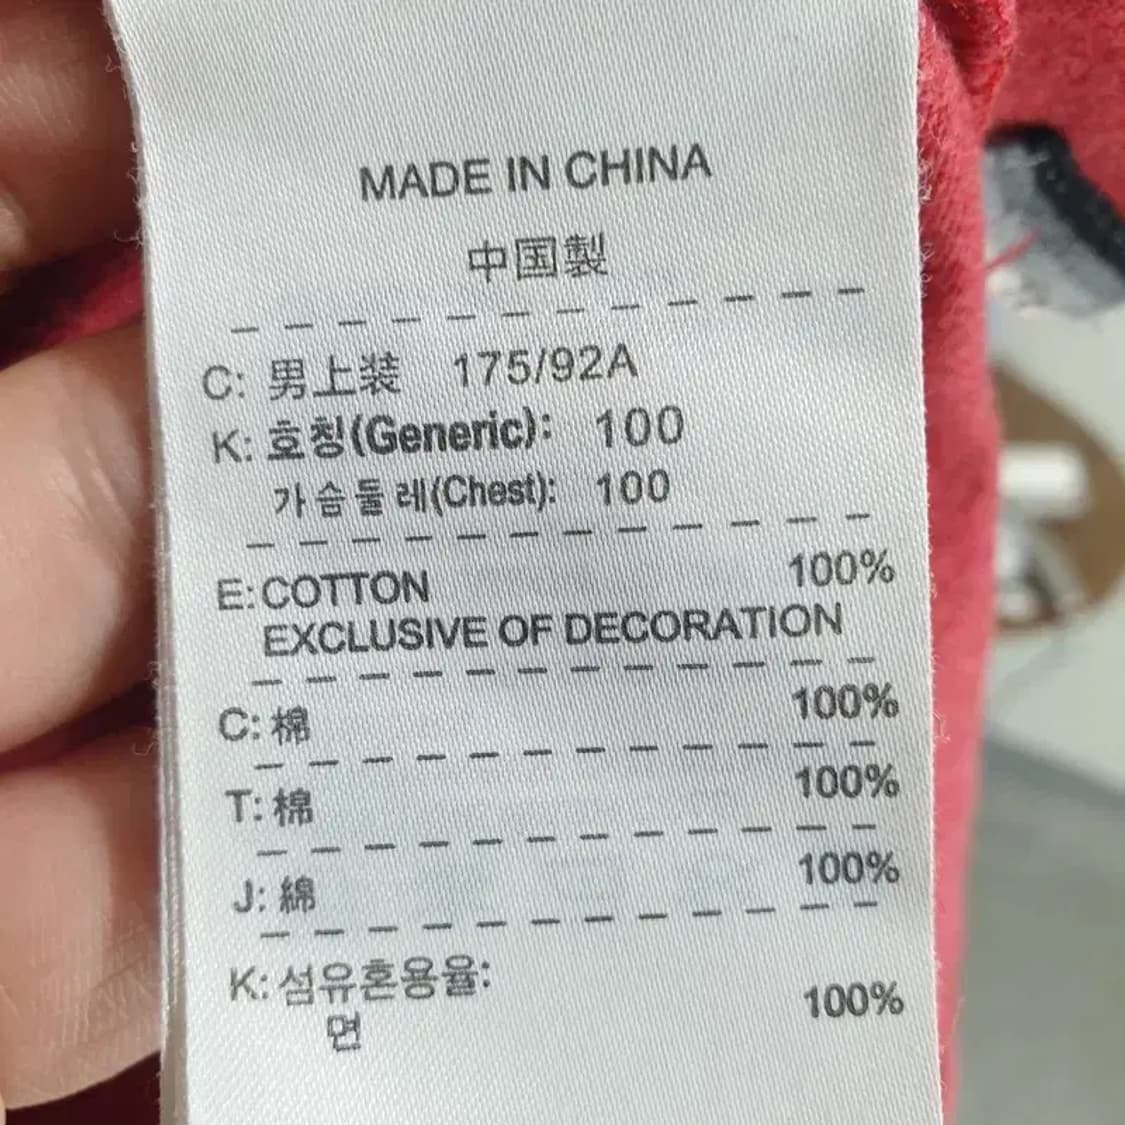 MADE IN CHINA
中国製
C: 男上装 175/92A
K: 호칭(Generic): 100
가슴둘레(Chest): 100
E: COTTON 100%
EXCLUSIVE OF DECORATION
C: 棉 100%
T: 棉 100%
J: 綿 100%
K: 섬유혼용율:
면 100%